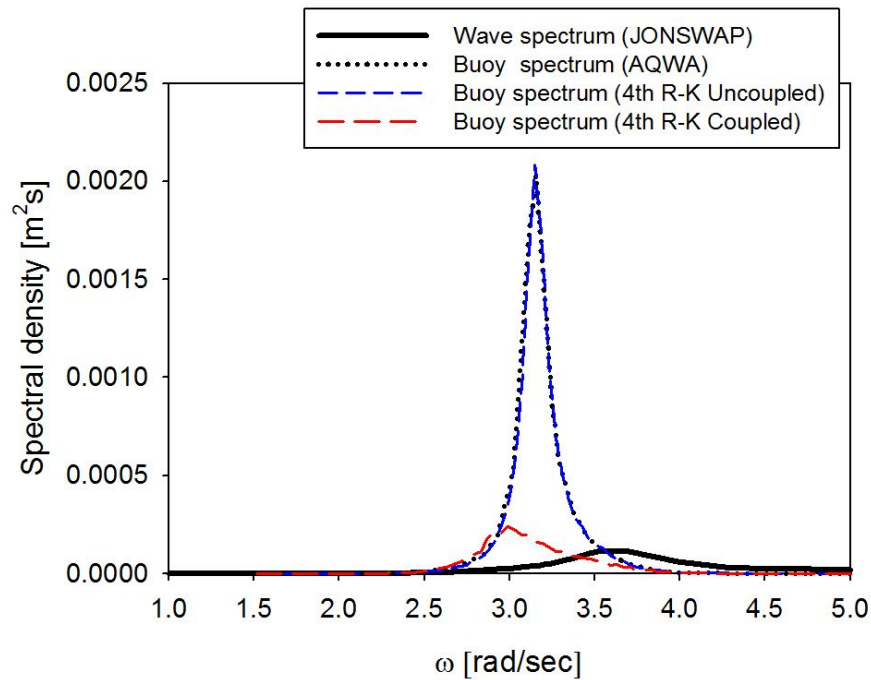 Wave spectrum (JONSWAP)
Buoy spectrum (AQWA)
Buoy spectrum (4th R-K Uncoupled)
Buoy spectrum (4th R-K Coupled)
Spectral density [m²s]
0.0025
0.0020
0.0015
0.0010
0.0005
0.0000
1.0 1.5 2.0 2.5 3.0 3.5 4.0 4.5 5.0
ω [rad/sec]